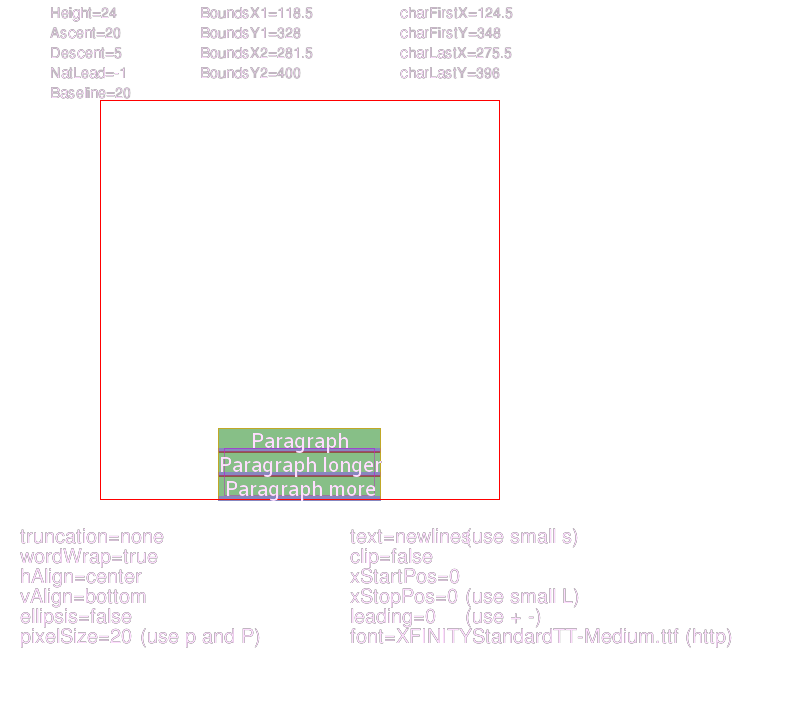 Height=24 BoundsX1=118.5 charFirstX=124.5
Ascent=20 BoundsY1=328 charFirstY=348
Descent=5 BoundsX2=281.5 charLastX=275.5
NatLead=-1 BoundsY2=400 charLastY=396
Baseline=20
Paragraph
Paragraph longer
Paragraph more
truncation=none text=newlines(use small s)
wordWrap=true clip=false
hAlign=center xStartPos=0
vAlign=bottom xStopPos=0 (use small L)
ellipsis=false leading=0 (use + -)
pixelSize=20 (use p and P) font=XFINITYStandardTT-Medium.ttf (http)